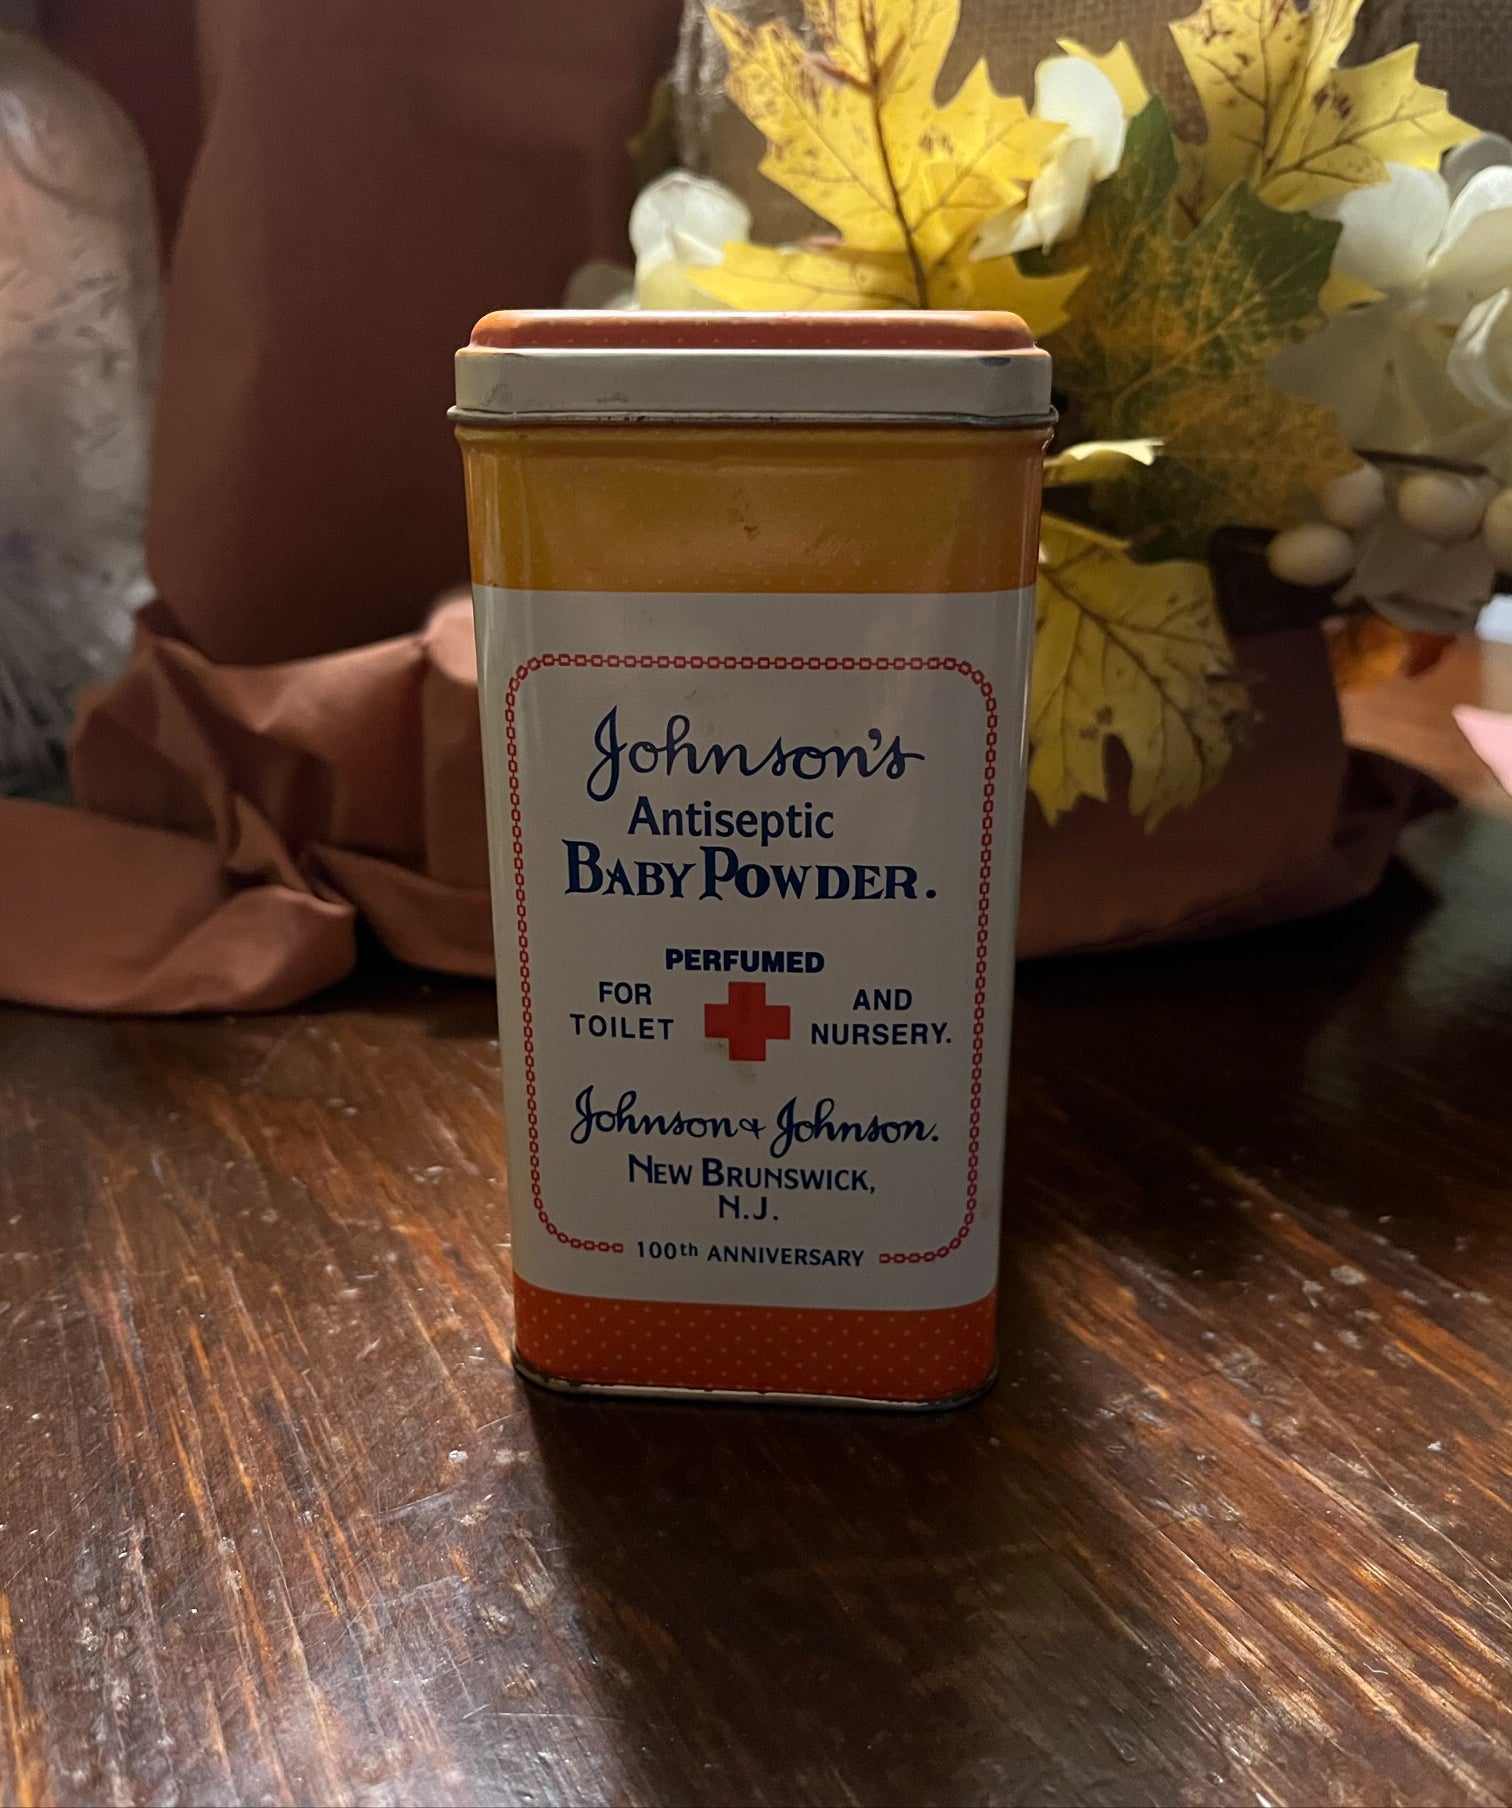 Johnson's
Antiseptic
BABY POWDER.
PERFUMED
FOR TOILET
AND NURSERY.
Johnson & Johnson.
NEW BRUNSWICK,
N.J.
100th ANNIVERSARY